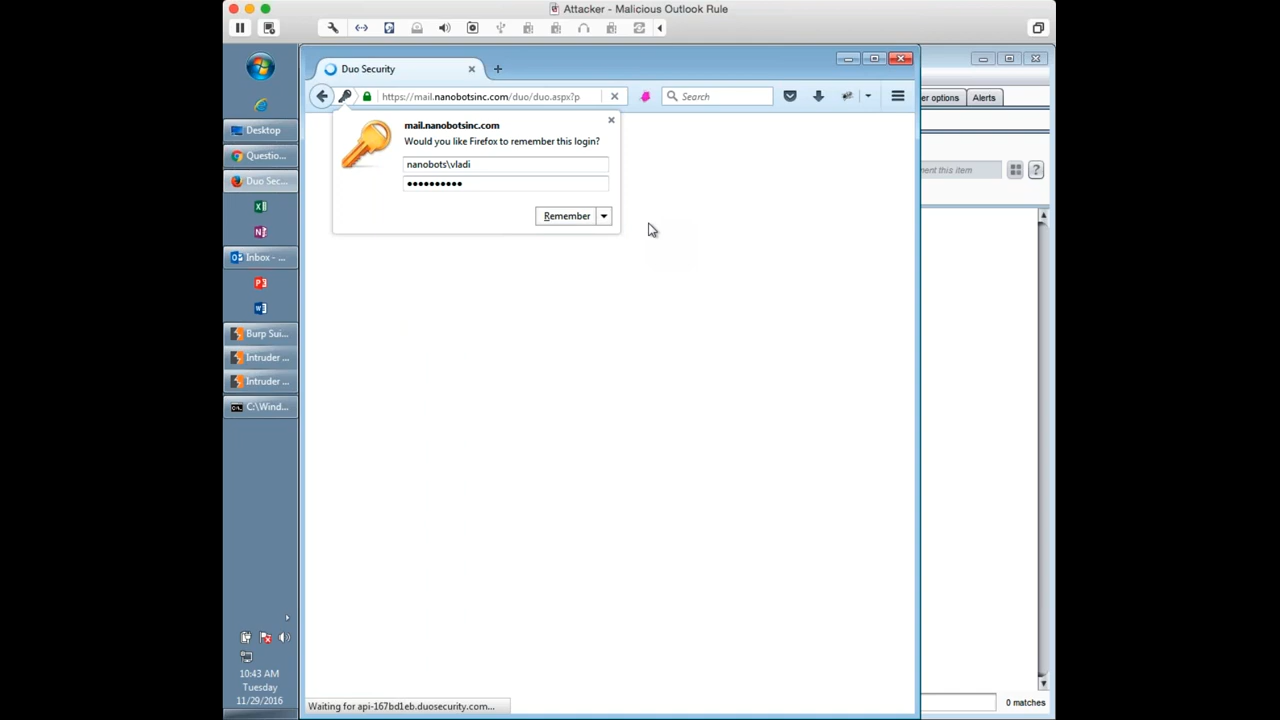 Attacker - Malicious Outlook Rule
Duo Security
https://mail.nanobotsinc.com/duo/duo.aspx?p
Search
mail.nanobotsinc.com
Would you like Firefox to remember this login?
nanobots\vladi
••••••••••
Remember
er options
Alerts
ment this item
?
Desktop
Questio...
Duo Sec...
Inbox - ...
Burp Sui...
Intruder ...
Intruder ...
C:\Wind...
10:43 AM
Tuesday
11/29/2016
Waiting for api-167bd1eb.duosecurity.com...
0 matches